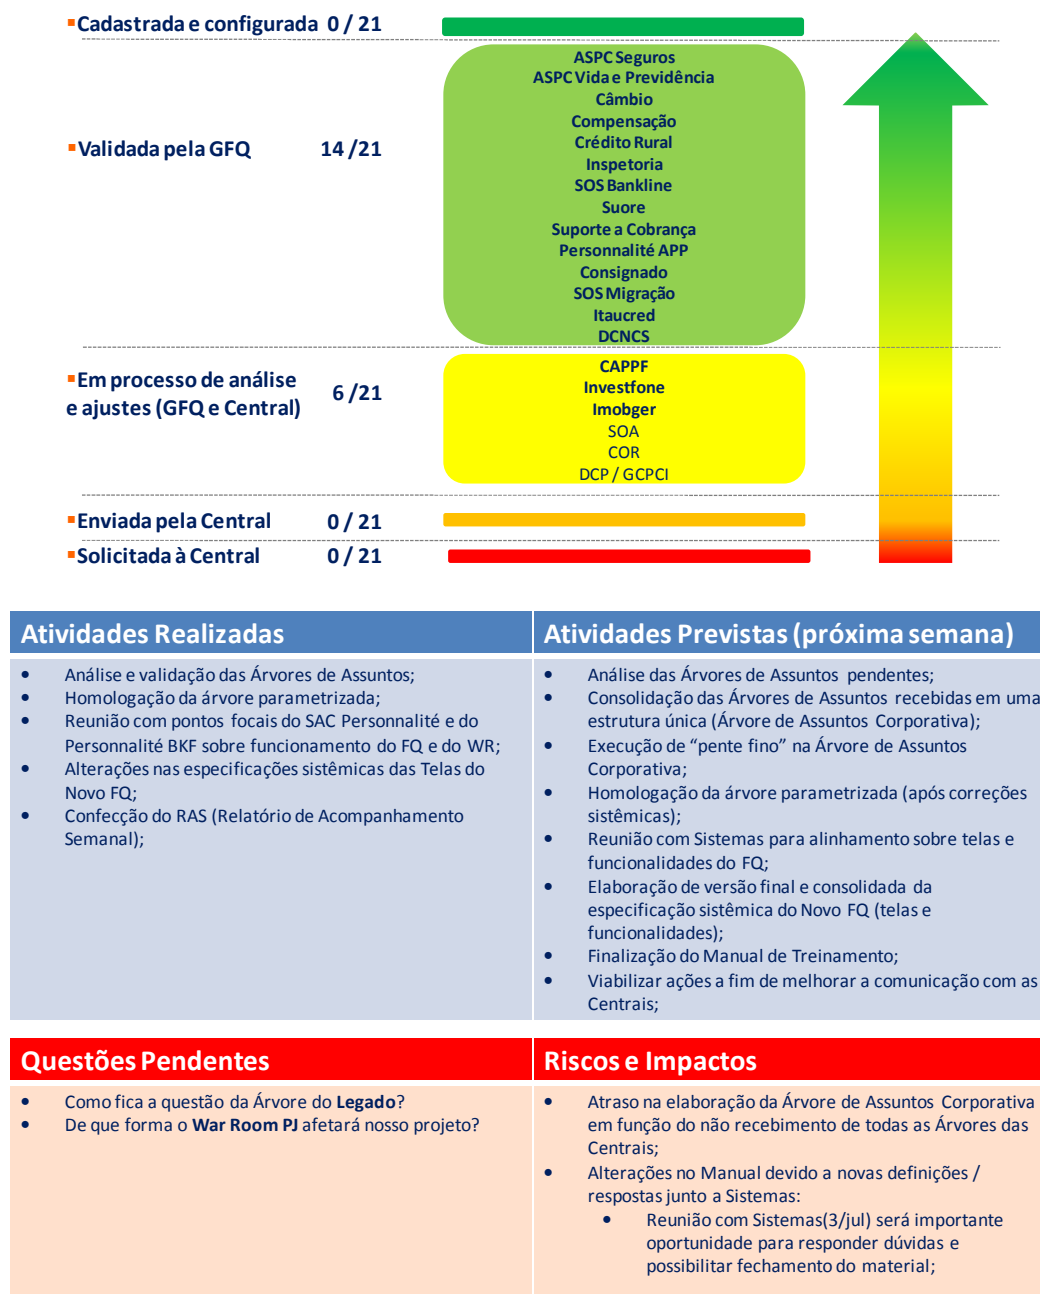 ▪Cadastrada e configurada 0 / 21
ASPC Seguros
ASPC Vida e Previdência
Câmbio
Compensação
Crédito Rural
▪Validada pela GFQ 14 /21
Inspetoria
SOS Bankline
Suore
Suporte a Cobrança
Personnalité APP
Consignado
SOS Migração
Itaucred
DCNCS
▪Em processo de análise
e ajustes (GFQ e Central) 6 /21
CAPPF
Investfone
Imobger
SOA
COR
DCP / GCPCI
▪Enviada pela Central 0 / 21
▪Solicitada à Central 0 / 21
Atividades Realizadas
• Análise e validação das Árvores de Assuntos;
• Homologação da árvore parametrizada;
• Reunião com pontos focais do SAC Personnalité e do
Personnalité BKF sobre funcionamento do FQ e do WR;
• Alterações nas especificações sistêmicas das Telas do
Novo FQ;
• Confecção do RAS (Relatório de Acompanhamento
Semanal);
Atividades Previstas (próxima semana)
• Análise das Árvores de Assuntos pendentes;
• Consolidação das Árvores de Assuntos recebidas em uma
estrutura única (Árvore de Assuntos Corporativa);
• Execução de “pente fino” na Árvore de Assuntos
Corporativa;
• Homologação da árvore parametrizada (após correções
sistêmicas);
• Reunião com Sistemas para alinhamento sobre telas e
funcionalidades do FQ;
• Elaboração de versão final e consolidada da
especificação sistêmica do Novo FQ (telas e
funcionalidades);
• Finalização do Manual de Treinamento;
• Viabilizar ações a fim de melhorar a comunicação com as
Centrais;
Questões Pendentes
• Como fica a questão da Árvore do Legado?
• De que forma o War Room PJ afetará nosso projeto?
Riscos e Impactos
• Atraso na elaboração da Árvore de Assuntos Corporativa
em função do não recebimento de todas as Árvores das
Centrais;
• Alterações no Manual devido a novas definições /
respostas junto a Sistemas:
• Reunião com Sistemas(3/jul) será importante
oportunidade para responder dúvidas e
possibilitar fechamento do material;